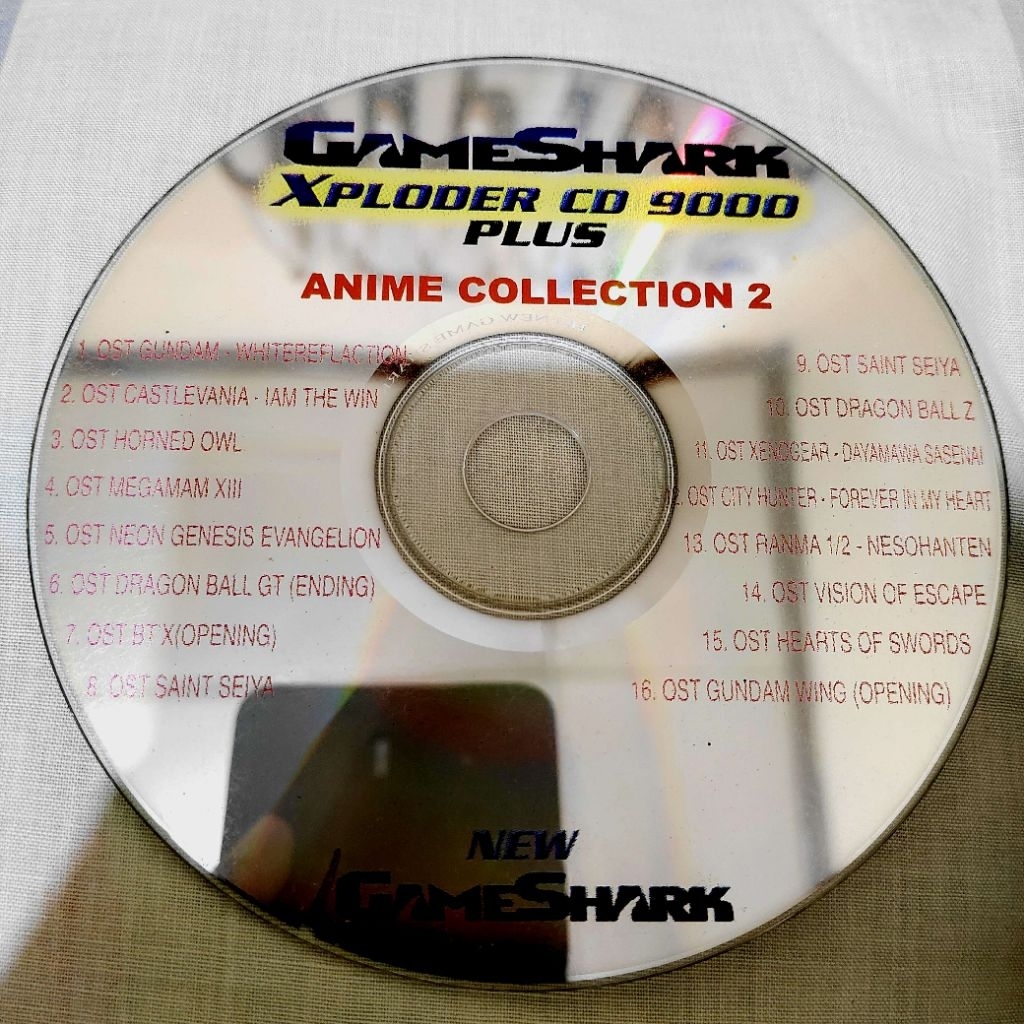 GAMESHARK
XPLODER CD 9000
PLUS
ANIME COLLECTION 2
1. OST GUNDAM - WHITEREFLACTION
2. OST CASTLEVANIA - IAM THE WIN
3. OST HORNED OWL
4. OST MEGAMAM XIII
5. OST NEON GENESIS EVANGELION
6. OST DRAGON BALL GT (ENDING)
7. OST BT X(OPENING)
8. OST SAINT SEIYA
9. OST SAINT SEIYA
10. OST DRAGON BALL Z
11. OST XENOGEAR - DAYAMAWA SASENAI
12. OST CITY HUNTER - FOREVER IN MY HEART
13. OST RANMA 1/2 - NESOHANTEN
14. OST VISION OF ESCAPE
15. OST HEARTS OF SWORDS
16. OST GUNDAM WING (OPENING)
NEW
GAMESHARK